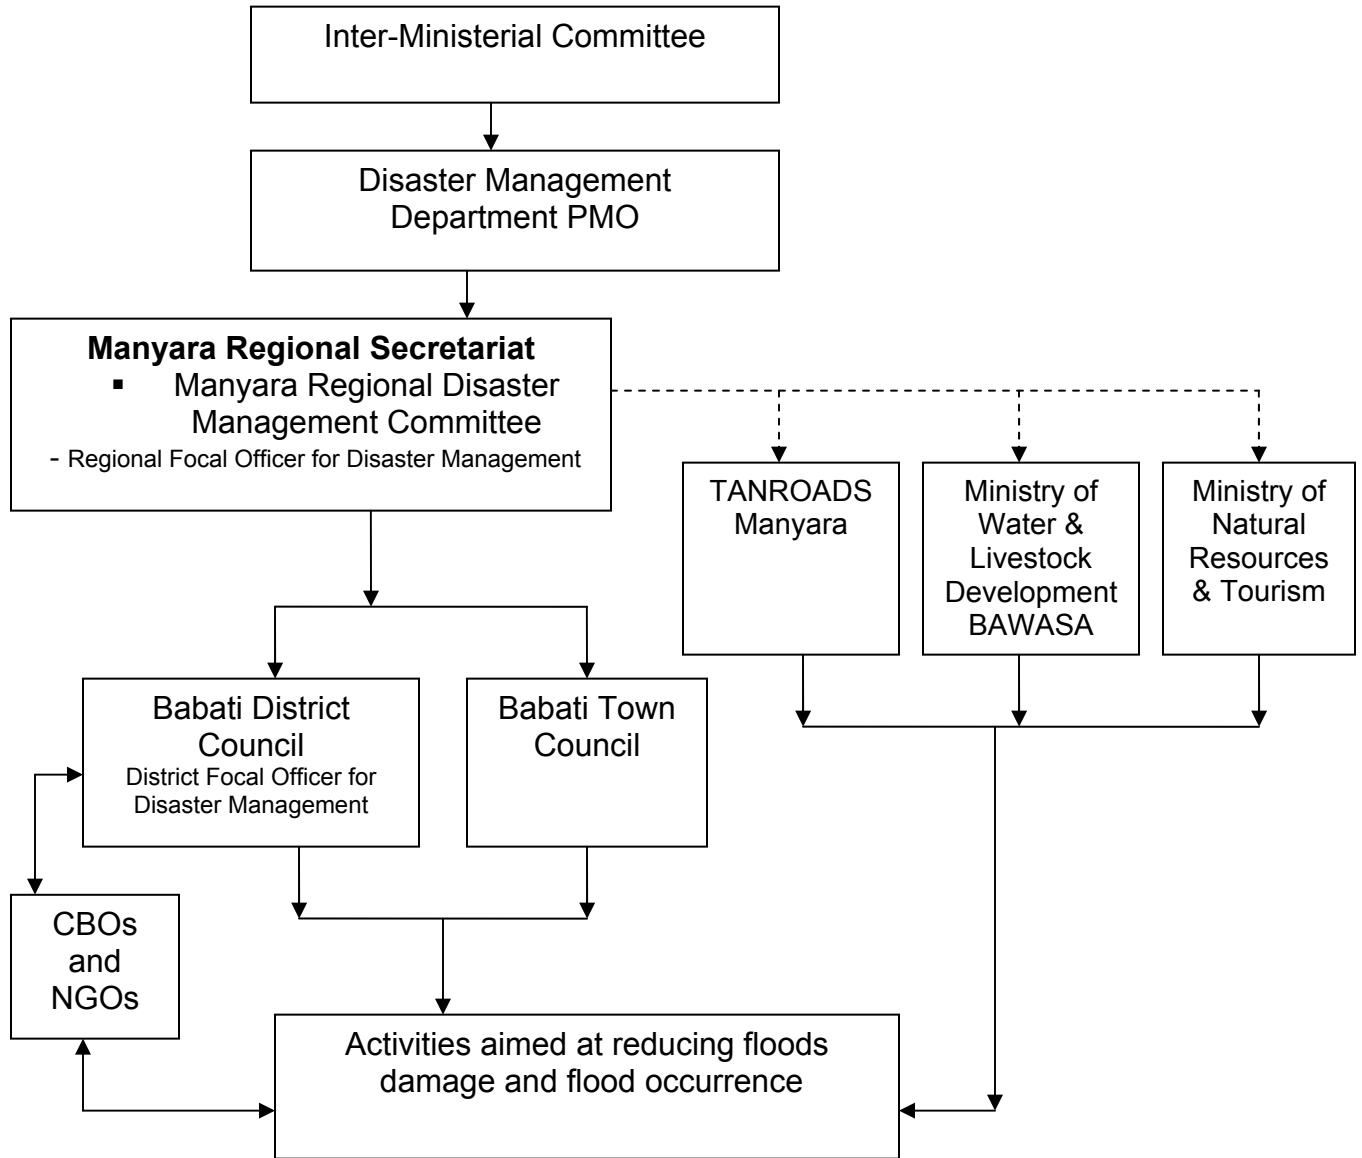 Inter-Ministerial Committee
Disaster Management
Department PMO
Manyara Regional Secretariat
▪ Manyara Regional Disaster
Management Committee
- Regional Focal Officer for Disaster Management
TANROADS
Manyara
Ministry of
Water &
Livestock
Development
BAWASA
Ministry of
Natural
Resources
& Tourism
Babati District
Council
District Focal Officer for
Disaster Management
Babati Town
Council
CBOs
and
NGOs
Activities aimed at reducing floods
damage and flood occurrence